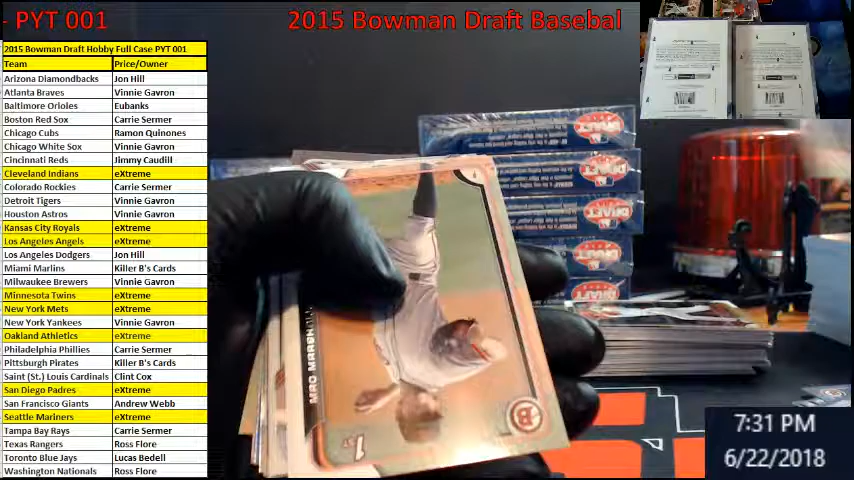 - PYT 001
2015 Bowman Draft Basebal
2015 Bowman Draft Hobby Full Case PYT 001
Team Price/Owner
Arizona Diamondbacks Jon Hill
Atlanta Braves Vinnie Gavron
Baltimore Orioles Eubanks
Boston Red Sox Carrie Sermer
Chicago Cubs Ramon Quinones
Chicago White Sox Vinnie Gavron
Cincinnati Reds Jimmy Caudill
Cleveland Indians eXtreme
Colorado Rockies Carrie Sermer
Detroit Tigers Vinnie Gavron
Houston Astros Vinnie Gavron
Kansas City Royals eXtreme
Los Angeles Angels eXtreme
Los Angeles Dodgers Jon Hill
Miami Marlins Killer B's Cards
Milwaukee Brewers Vinnie Gavron
Minnesota Twins eXtreme
New York Mets eXtreme
New York Yankees Vinnie Gavron
Oakland Athletics eXtreme
Philadelphia Phillies Carrie Sermer
Pittsburgh Pirates Killer B's Cards
Saint (St.) Louis Cardinals Clint Cox
San Diego Padres eXtreme
San Francisco Giants Andrew Webb
Seattle Mariners eXtreme
Tampa Bay Rays Carrie Sermer
Texas Rangers Ross Flore
Toronto Blue Jays Lucas Bedell
Washington Nationals Ross Flore
1st
B
DRAFT
DRAFT
DRAFT
DRAFT
7:31 PM
6/22/2018